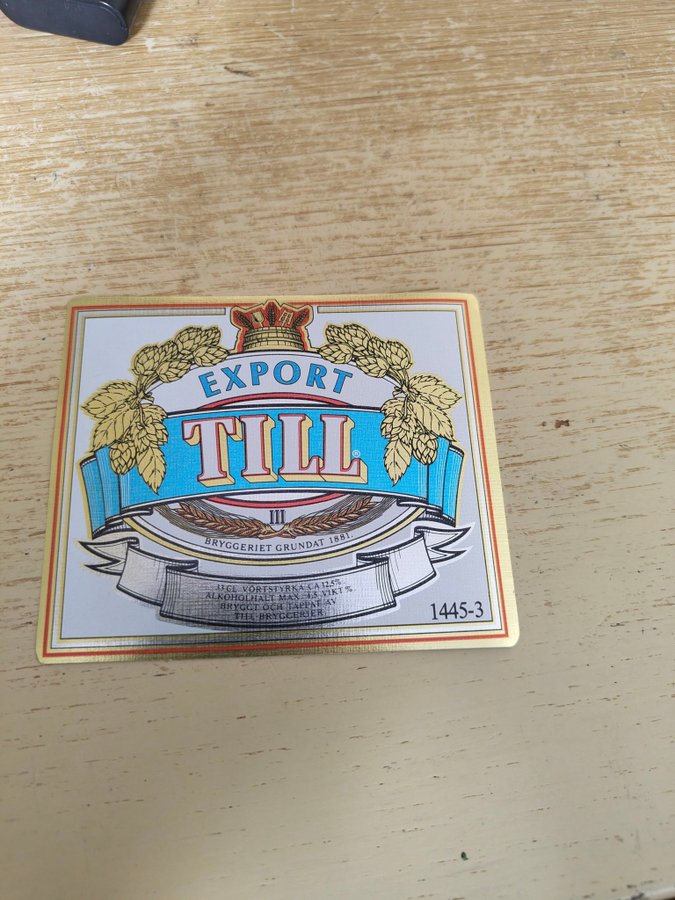 EXPORT
TILL®
III
BRYGGERIET GRUNDAT 1881.
33 CL. VÖRTSTYRKA CA 12,5%.
ALKOHOLHALT MAX. 4,5 VIKT %.
BRYGGT OCH TAPPAT AV
TILL BRYGGERIER.
1445-3